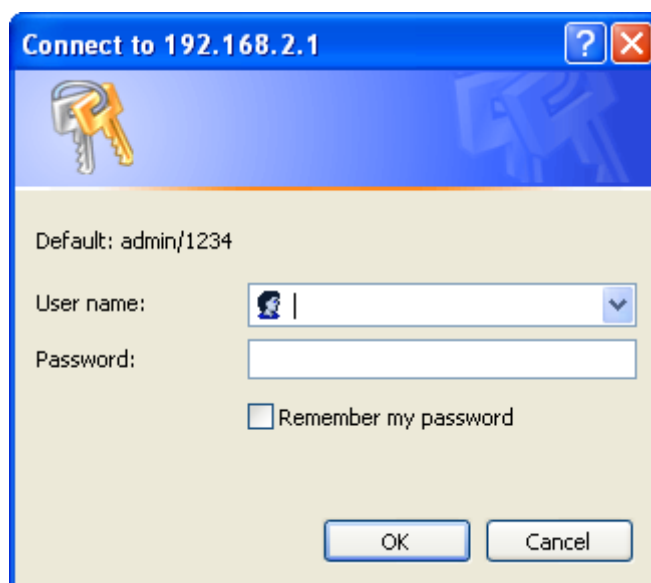 Connect to 192.168.2.1
Default: admin/1234
User name:
Password:
Remember my password
OK Cancel